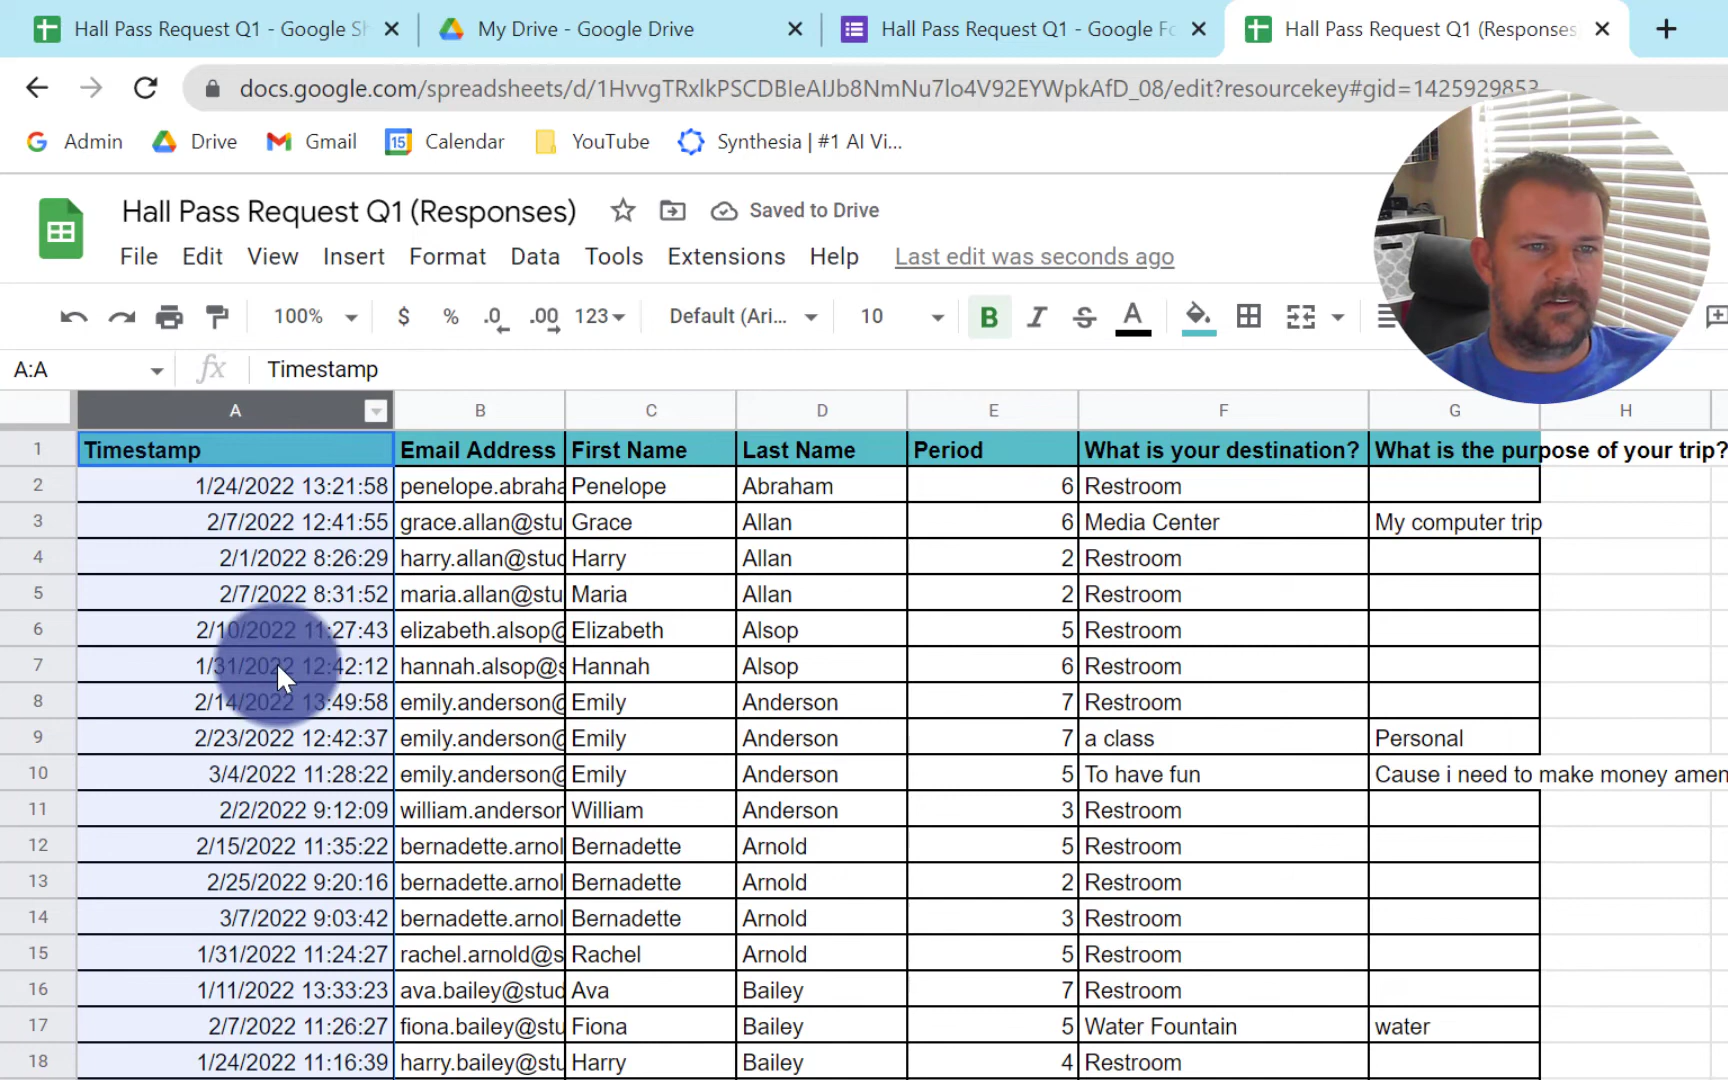 Hall Pass Request Q1 - Google Sh
My Drive - Google Drive
Hall Pass Request Q1 - Google Fo
Hall Pass Request Q1 (Responses
docs.google.com/spreadsheets/d/1HvvgTRxlkPSCDBIeAIJb8NmNu7lo4V92EYWpkAfD_08/edit?resourcekey#gid=1425929853
Admin Drive Gmail 15 Calendar YouTube Synthesia | #1 AI Vi...
Hall Pass Request Q1 (Responses) Saved to Drive
File Edit View Insert Format Data Tools Extensions Help Last edit was seconds ago
100% $ % .0 .00 123 Default (Ari... 10 B I S A
A:A fx Timestamp
A B C D E F G H
1 Timestamp Email Address First Name Last Name Period What is your destination? What is the purpose of your trip?
2 1/24/2022 13:21:58 penelope.abraha Penelope Abraham 6 Restroom
3 2/7/2022 12:41:55 grace.allan@stu Grace Allan 6 Media Center My computer trip
4 2/1/2022 8:26:29 harry.allan@stud Harry Allan 2 Restroom
5 2/7/2022 8:31:52 maria.allan@stu Maria Allan 2 Restroom
6 2/10/2022 11:27:43 elizabeth.alsop@ Elizabeth Alsop 5 Restroom
7 1/31/2022 12:42:12 hannah.alsop@s Hannah Alsop 6 Restroom
8 2/14/2022 13:49:58 emily.anderson@ Emily Anderson 7 Restroom
9 2/23/2022 12:42:37 emily.anderson@ Emily Anderson 7 a class Personal
10 3/4/2022 11:28:22 emily.anderson@ Emily Anderson 5 To have fun Cause i need to make money amen
11 2/2/2022 9:12:09 william.anderson William Anderson 3 Restroom
12 2/15/2022 11:35:22 bernadette.arnol Bernadette Arnold 5 Restroom
13 2/25/2022 9:20:16 bernadette.arnol Bernadette Arnold 2 Restroom
14 3/7/2022 9:03:42 bernadette.arnol Bernadette Arnold 3 Restroom
15 1/31/2022 11:24:27 rachel.arnold@s Rachel Arnold 5 Restroom
16 1/11/2022 13:33:23 ava.bailey@stud Ava Bailey 7 Restroom
17 2/7/2022 11:26:27 fiona.bailey@stu Fiona Bailey 5 Water Fountain water
18 1/24/2022 11:16:39 harry.bailey@stu Harry Bailey 4 Restroom